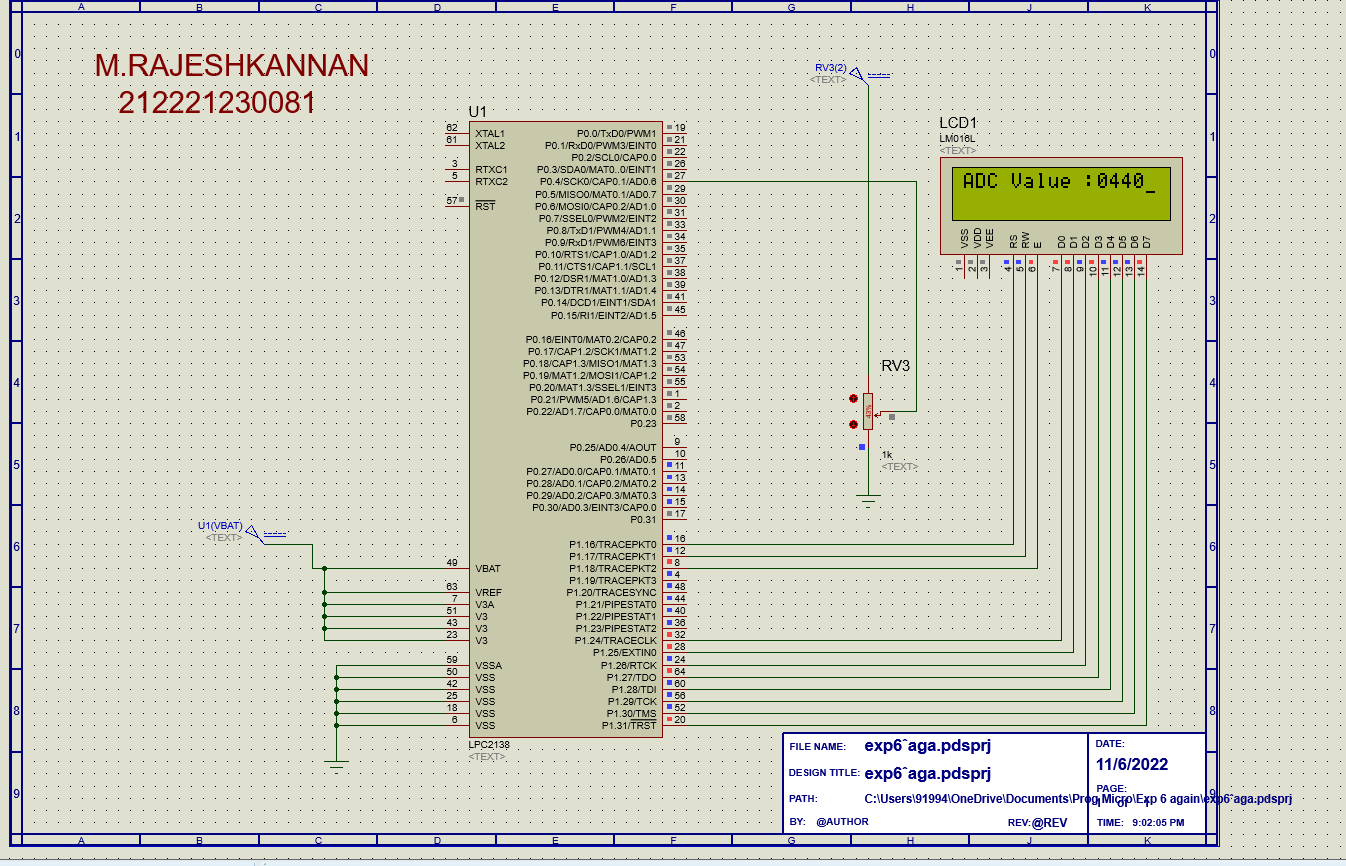 A B C D E F G H J K
M.RAJESHKANNAN
212221230081
0 0
1 1
2 2
3 3
4 4
5 5
6 6
7 7
8 8
9 9
U1
62 XTAL1
61 XTAL2
3 RTXC1
5 RTXC2
57 RST
49 VBAT
63 VREF
7 V3A
51 V3
43 V3
23 V3
59 VSSA
50 VSS
42 VSS
25 VSS
18 VSS
6 VSS
P0.0/TxD0/PWM1 19
P0.1/RxD0/PWM3/EINT0 21
P0.2/SCL0/CAP0.0 22
P0.3/SDA0/MAT0..0/EINT1 26
P0.4/SCK0/CAP0.1/AD0.6 27
P0.5/MISO0/MAT0.1/AD0.7 29
P0.6/MOSI0/CAP0.2/AD1.0 30
P0.7/SSEL0/PWM2/EINT2 31
P0.8/TxD1/PWM4/AD1.1 33
P0.9/RxD1/PWM6/EINT3 34
P0.10/RTS1/CAP1.0/AD1.2 35
P0.11/CTS1/CAP1.1/SCL1 37
P0.12/DSR1/MAT1.0/AD1.3 38
P0.13/DTR1/MAT1.1/AD1.4 39
P0.14/DCD1/EINT1/SDA1 41
P0.15/RI1/EINT2/AD1.5 45
P0.16/EINT0/MAT0.2/CAP0.2 46
P0.17/CAP1.2/SCK1/MAT1.2 47
P0.18/CAP1.3/MISO1/MAT1.3 53
P0.19/MAT1.2/MOSI1/CAP1.2 54
P0.20/MAT1.3/SSEL1/EINT3 55
P0.21/PWM5/AD1.6/CAP1.3 1
P0.22/AD1.7/CAP0.0/MAT0.0 2
P0.23 58
P0.25/AD0.4/AOUT 9
P0.26/AD0.5 10
P0.27/AD0.0/CAP0.1/MAT0.1 11
P0.28/AD0.1/CAP0.2/MAT0.2 13
P0.29/AD0.2/CAP0.3/MAT0.3 14
P0.30/AD0.3/EINT3/CAP0.0 15
P0.31 17
P1.16/TRACEPKT0 16
P1.17/TRACEPKT1 12
P1.18/TRACEPKT2 8
P1.19/TRACEPKT3 4
P1.20/TRACESYNC 48
P1.21/PIPESTAT0 44
P1.22/PIPESTAT1 40
P1.23/PIPESTAT2 36
P1.24/TRACECLK 32
P1.25/EXTIN0 28
P1.26/RTCK 24
P1.27/TDO 64
P1.28/TDI 60
P1.29/TCK 56
P1.30/TMS 52
P1.31/TRST 20
LPC2138
<TEXT>
U1(VBAT)
<TEXT>
RV3(2)
<TEXT>
RV3
1k
<TEXT>
LCD1
LM016L
<TEXT>
ADC Value :0440_
VSS VDD VEE RS RW E D0 D1 D2 D3 D4 D5 D6 D7
1 2 3 4 5 6 7 8 9 10 11 12 13 14
FILE NAME: exp6ˆaga.pdsprj
DESIGN TITLE: exp6ˆaga.pdsprj
PATH: C:\Users\91994\OneDrive\Documents\Prog Micro\Exp 6 again\exp6ˆaga.pdsprj
BY: @AUTHOR REV:@REV
DATE:
11/6/2022
PAGE:
1 of 1
TIME: 9:02:05 PM
A B C D E F G H J K